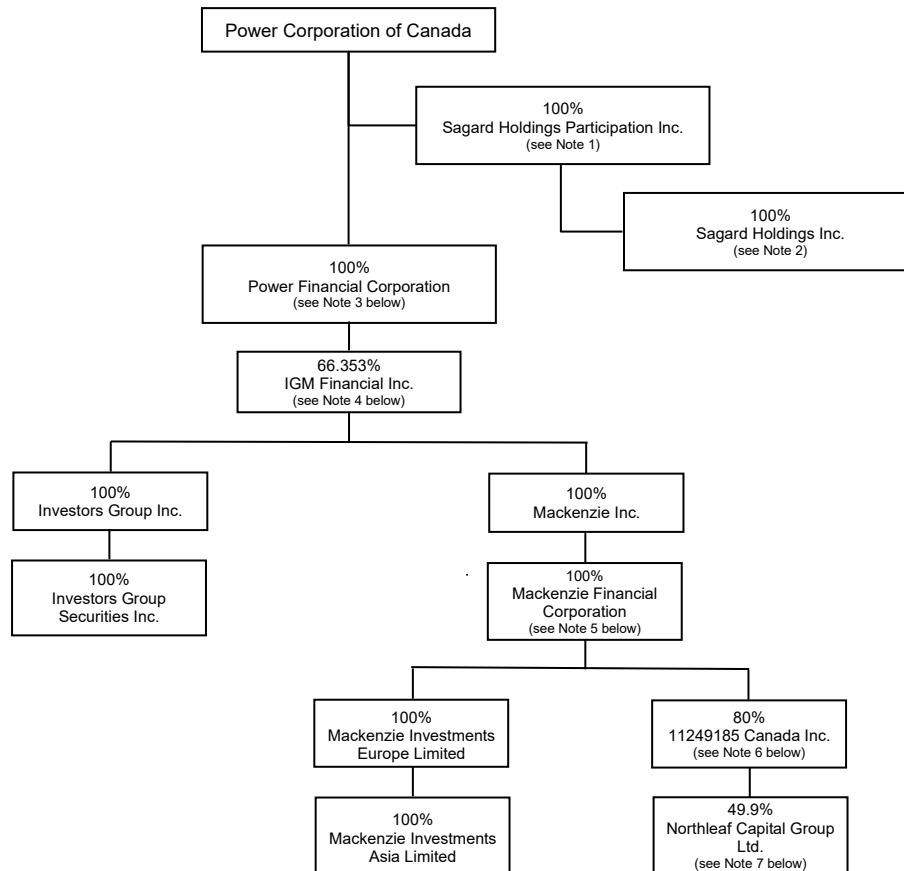 Power Corporation of Canada
100%
Sagard Holdings Participation Inc.
(see Note 1)
100%
Sagard Holdings Inc.
(see Note 2)
100%
Power Financial Corporation
(see Note 3 below)
66.353%
IGM Financial Inc.
(see Note 4 below)
100%
Investors Group Inc.
100%
Mackenzie Inc.
100%
Investors Group
Securities Inc.
100%
Mackenzie Financial
Corporation
(see Note 5 below)
100%
Mackenzie Investments
Europe Limited
80%
11249185 Canada Inc.
(see Note 6 below)
100%
Mackenzie Investments
Asia Limited
49.9%
Northleaf Capital Group
Ltd.
(see Note 7 below)